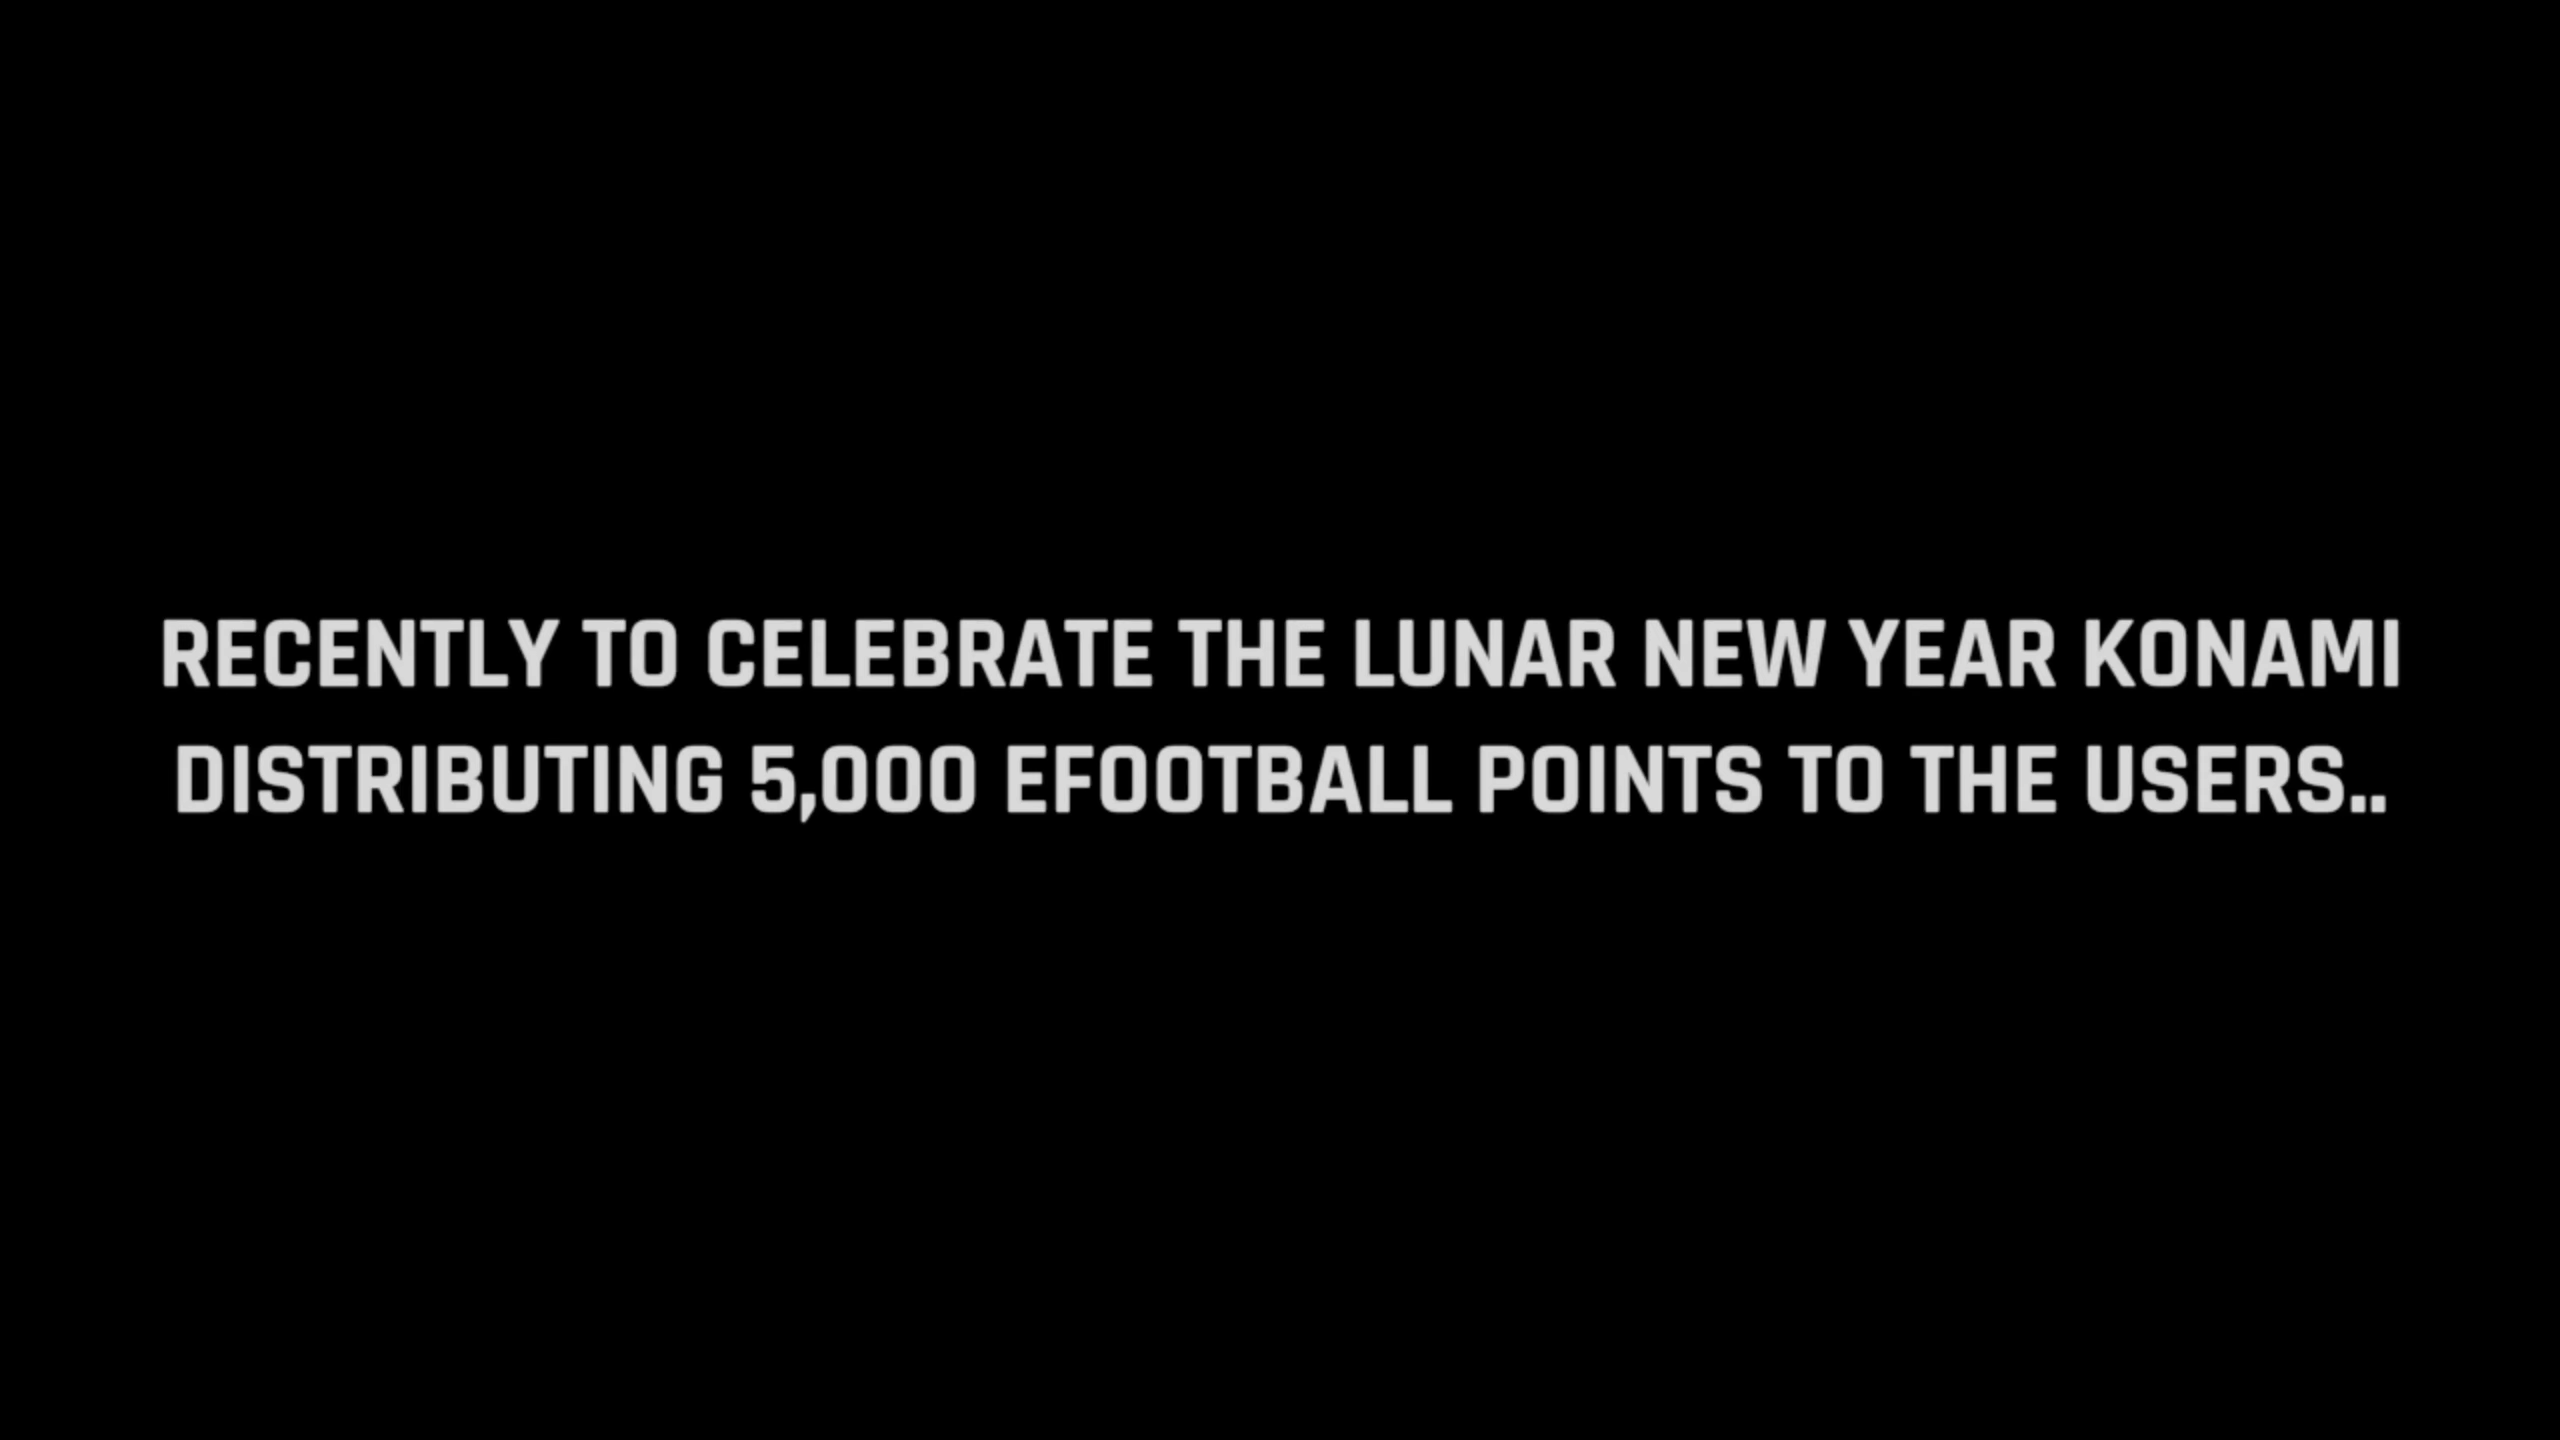 RECENTLY TO CELEBRATE THE LUNAR NEW YEAR KONAMI
DISTRIBUTING 5,000 EFOOTBALL POINTS TO THE USERS..